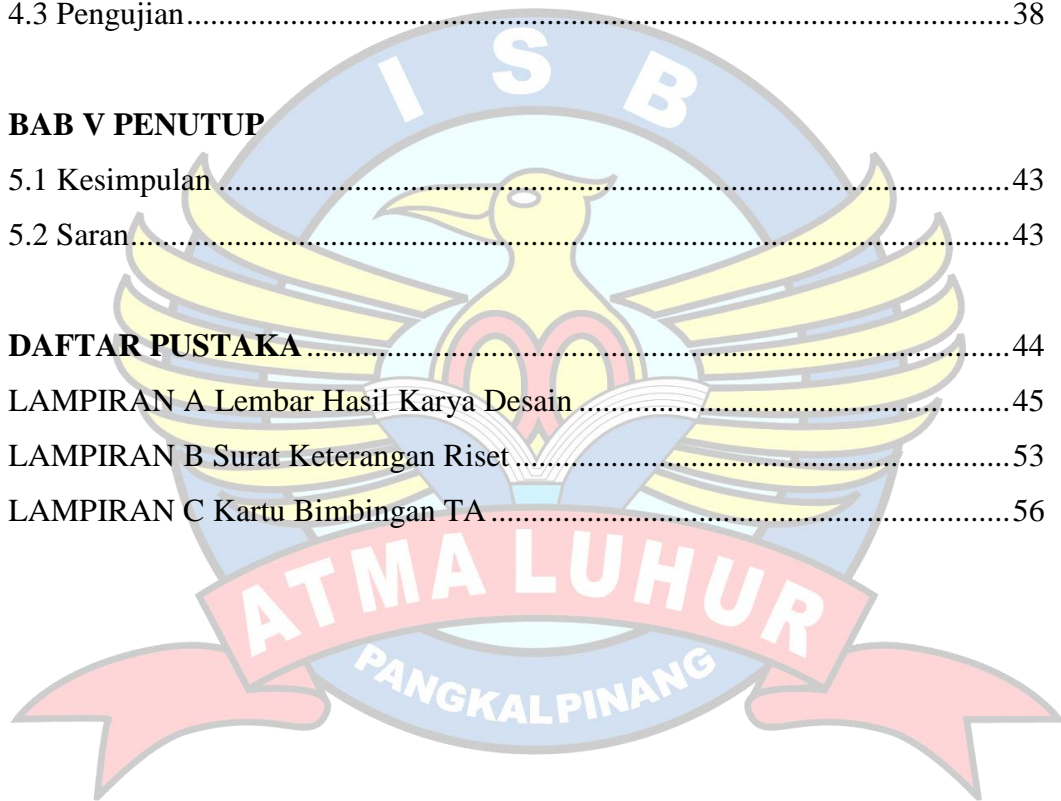 4.3 Pengujian.......................................................................................................38
BAB V PENUTUP
5.1 Kesimpulan...................................................................................................43
5.2 Saran..............................................................................................................43
DAFTAR PUSTAKA........................................................................................44
LAMPIRAN A Lembar Hasil Karya Desain......................................................45
LAMPIRAN B Surat Keterangan Riset..............................................................53
LAMPIRAN C Kartu Bimbingan TA.................................................................56
ISB
ATMA LUHUR
PANGKALPINANG